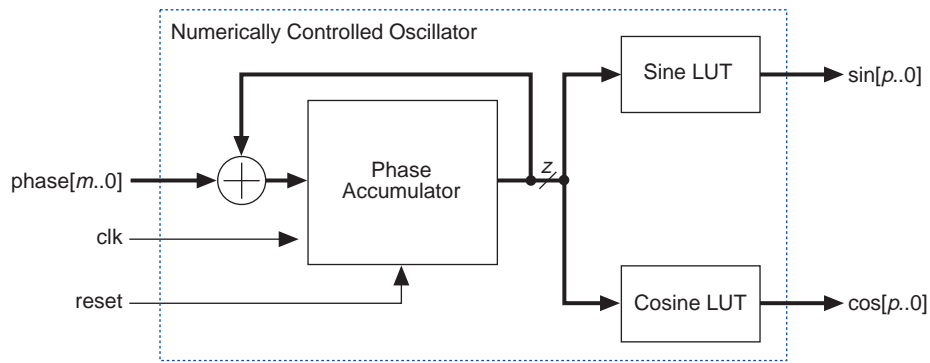 Numerically Controlled Oscillator
Sine LUT
sin[p..0]
phase[m..0]
Phase
Accumulator
z
clk
reset
Cosine LUT
cos[p..0]